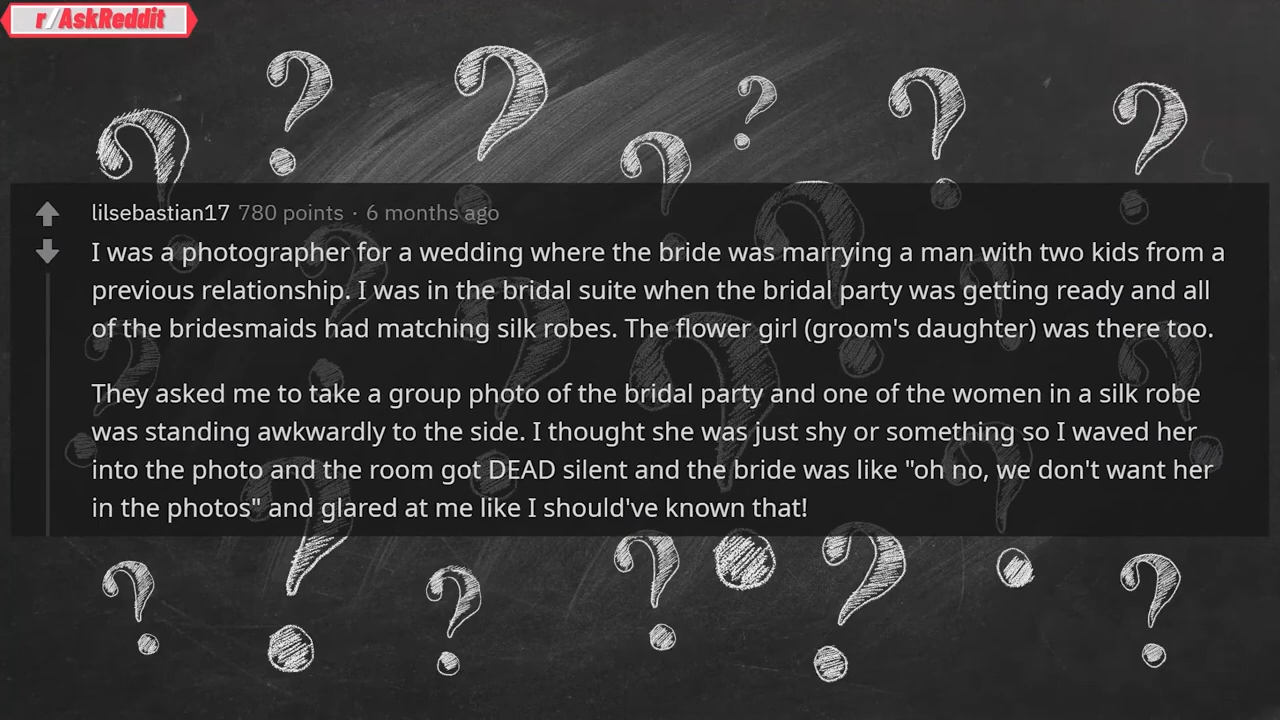 r/AskReddit
lilsebastian17 780 points · 6 months ago
I was a photographer for a wedding where the bride was marrying a man with two kids from a
previous relationship. I was in the bridal suite when the bridal party was getting ready and all
of the bridesmaids had matching silk robes. The flower girl (groom's daughter) was there too.
They asked me to take a group photo of the bridal party and one of the women in a silk robe
was standing awkwardly to the side. I thought she was just shy or something so I waved her
into the photo and the room got DEAD silent and the bride was like "oh no, we don't want her
in the photos" and glared at me like I should've known that!